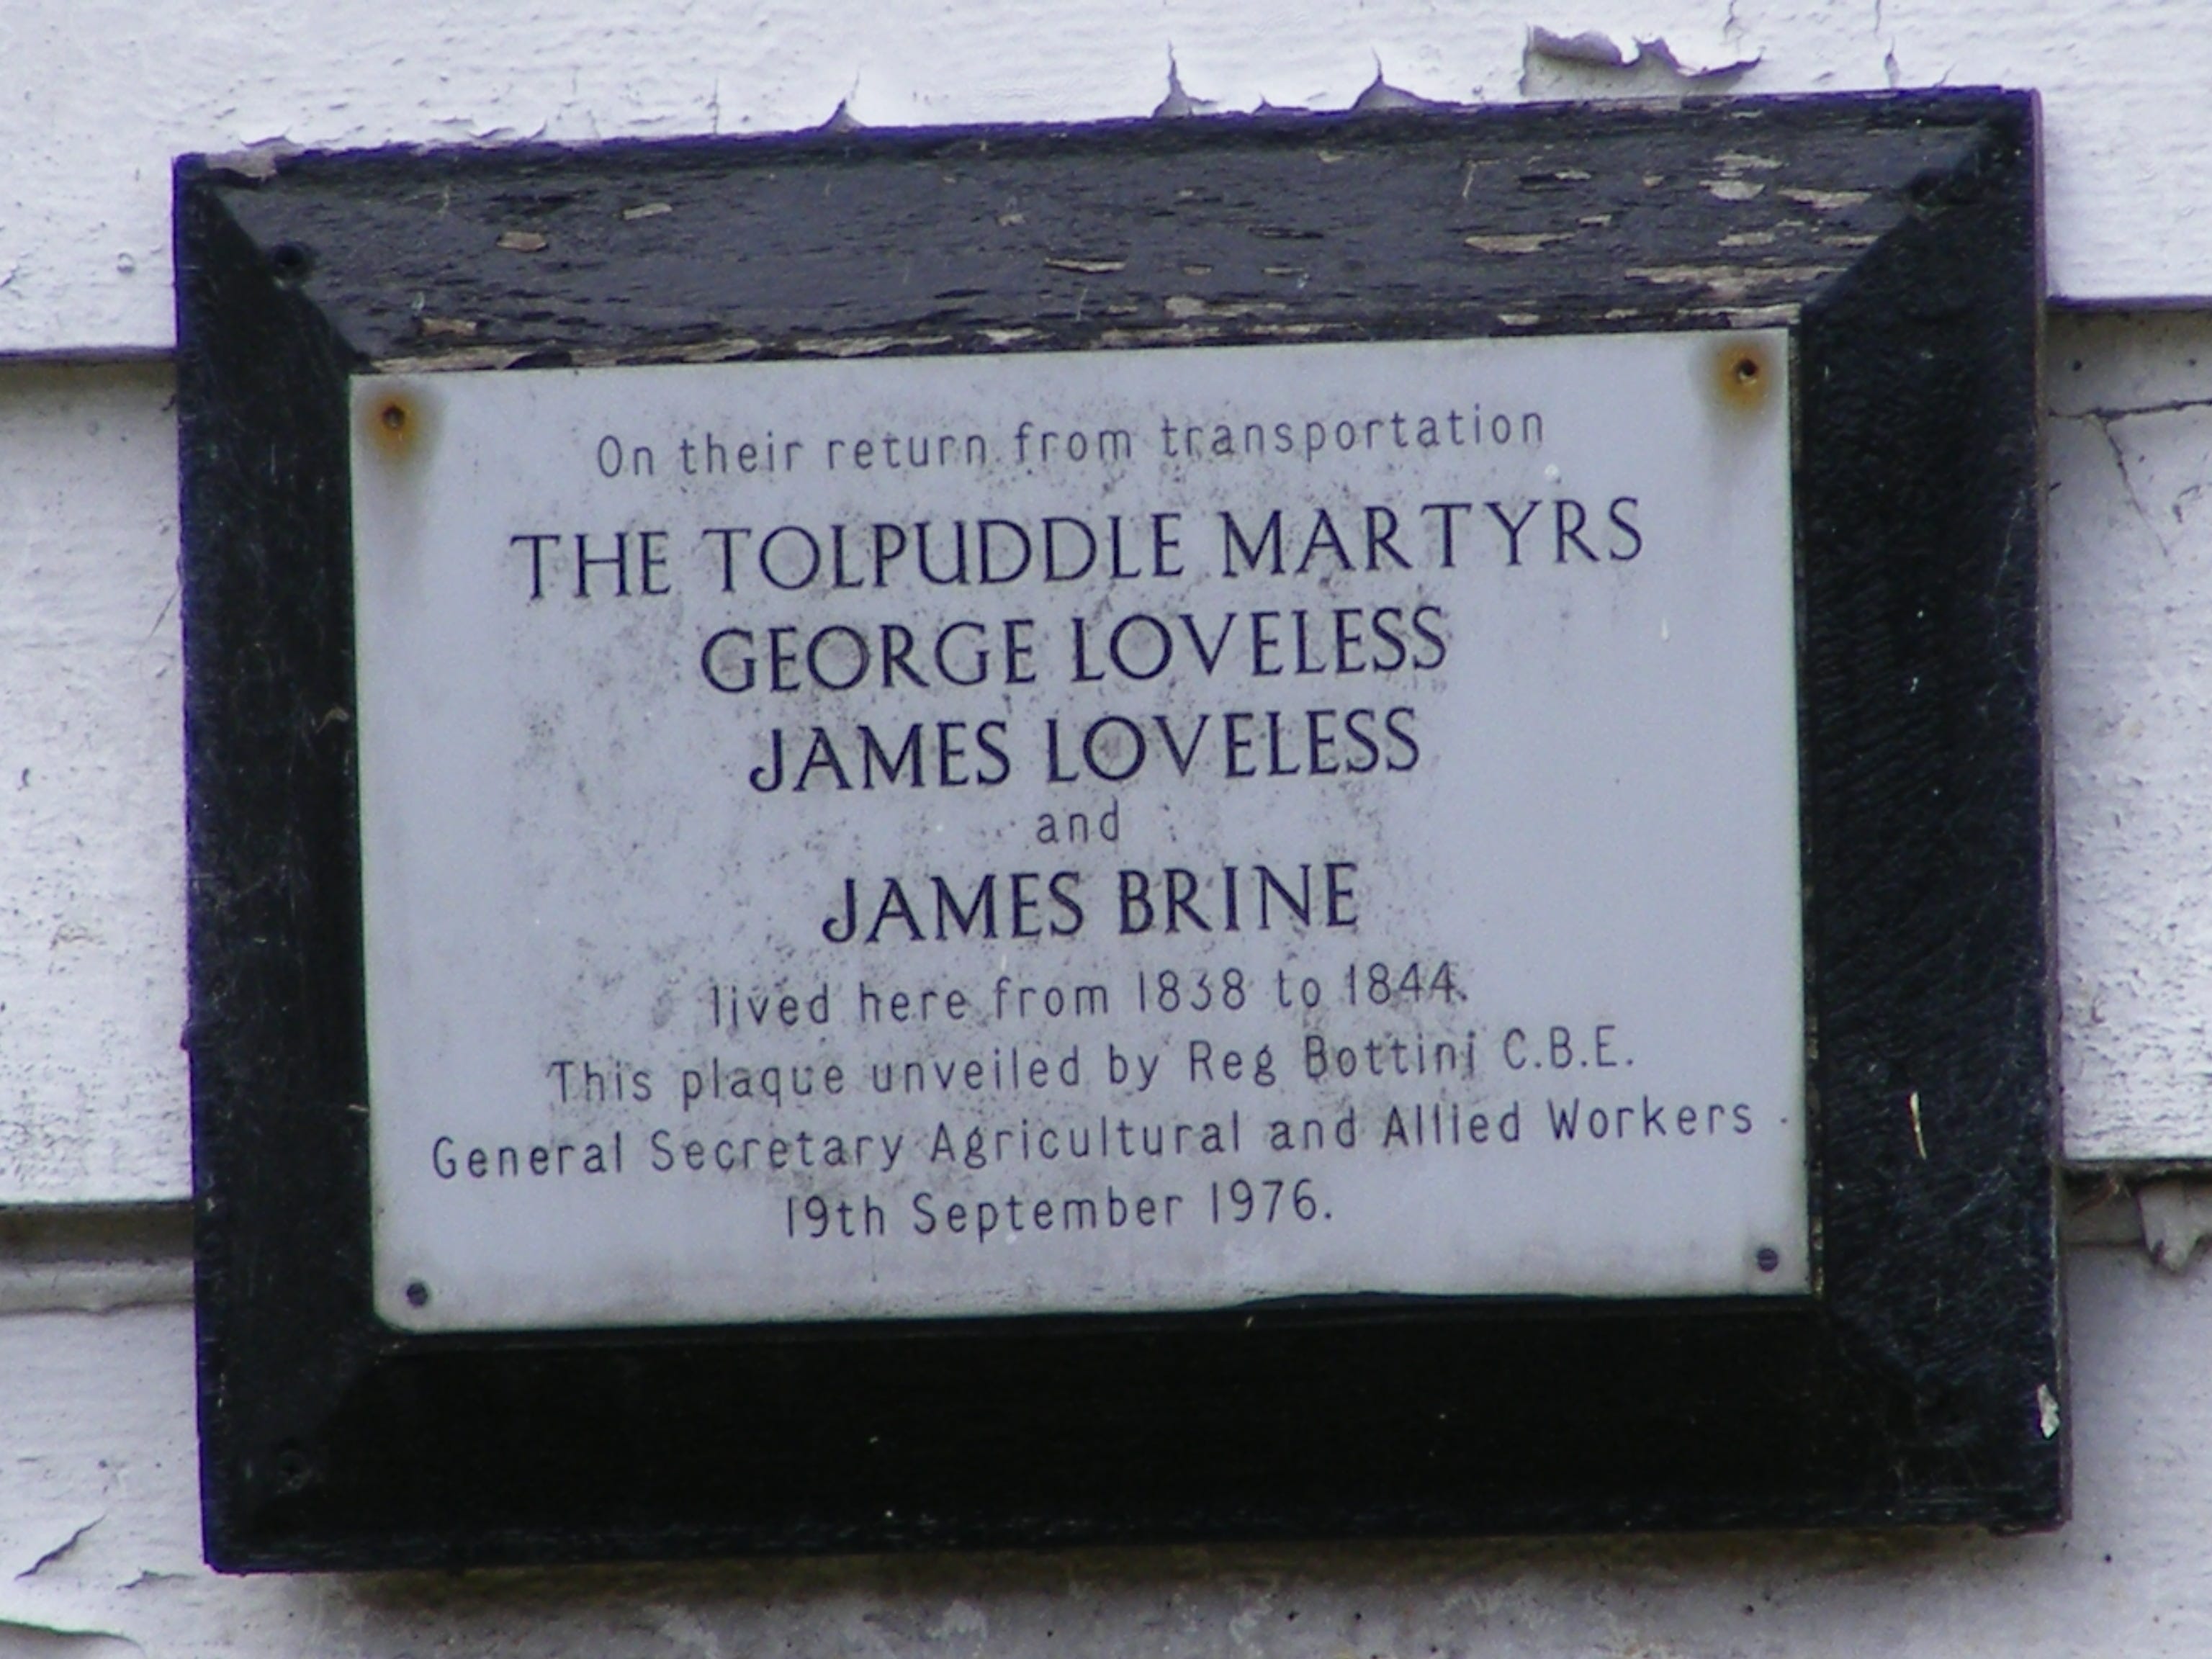 On their return from transportation
THE TOLPUDDLE MARTYRS
GEORGE LOVELESS
JAMES LOVELESS
and
JAMES BRINE
lived here from 1838 to 1844.
This plaque unveiled by Reg Bottini C.B.E.
General Secretary Agricultural and Allied Workers
19th September 1976.